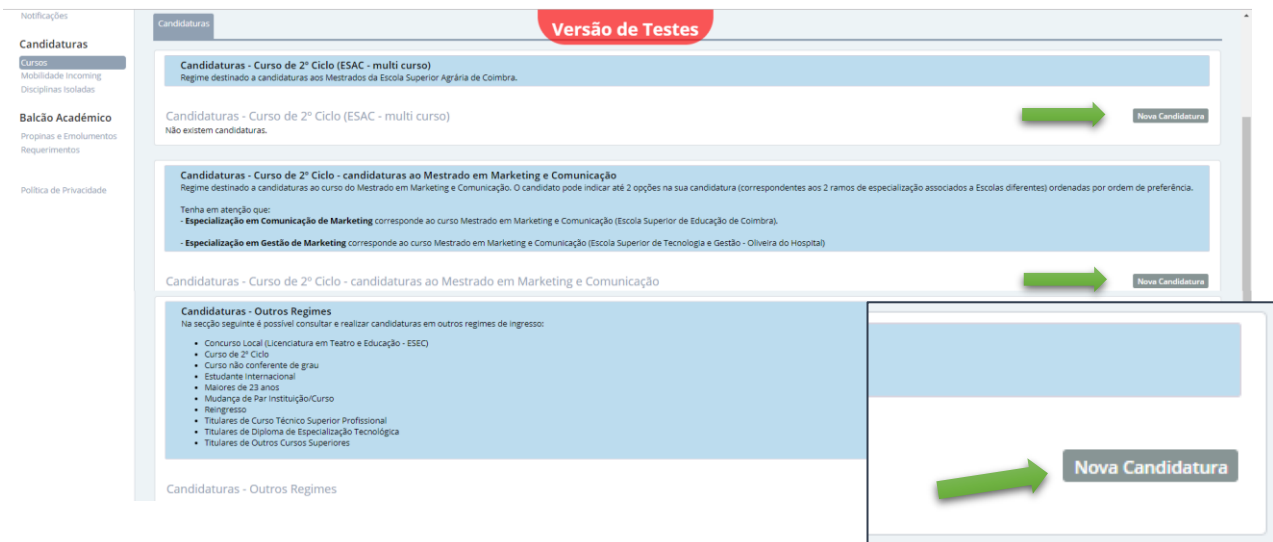 Notificações
Candidaturas
Cursos
Mobilidade Incoming
Disciplinas Isoladas
Balcão Académico
Propinas e Emolumentos
Requerimentos
Política de Privacidade
Candidaturas
Versão de Testes
Candidaturas - Curso de 2º Ciclo (ESAC - multi curso)
Regime destinado a candidaturas aos Mestrados da Escola Superior Agrária de Coimbra.
Candidaturas - Curso de 2º Ciclo (ESAC - multi curso)
Nova Candidatura
Não existem candidaturas.
Candidaturas - Curso de 2º Ciclo - candidaturas ao Mestrado em Marketing e Comunicação
Regime destinado a candidaturas ao curso do Mestrado em Marketing e Comunicação. O candidato pode indicar até 2 opções na sua candidatura (correspondentes aos 2 ramos de especialização associados a Escolas diferentes) ordenadas por ordem de preferência.
Tenha em atenção que:
- Especialização em Comunicação de Marketing corresponde ao curso Mestrado em Marketing e Comunicação (Escola Superior de Educação de Coimbra).
- Especialização em Gestão de Marketing corresponde ao curso Mestrado em Marketing e Comunicação (Escola Superior de Tecnologia e Gestão - Oliveira do Hospital)
Candidaturas - Curso de 2º Ciclo - candidaturas ao Mestrado em Marketing e Comunicação
Nova Candidatura
Candidaturas - Outros Regimes
Na secção seguinte é possível consultar e realizar candidaturas em outros regimes de ingresso:
• Concurso Local (Licenciatura em Teatro e Educação - ESEC)
• Curso de 2º Ciclo
• Curso não conferente de grau
• Estudante Internacional
• Maiores de 23 anos
• Mudança de Par Instituição/Curso
• Reingresso
• Titulares de Curso Técnico Superior Profissional
• Titulares de Diploma de Especialização Tecnológica
• Titulares de Outros Cursos Superiores
Candidaturas - Outros Regimes
Nova Candidatura